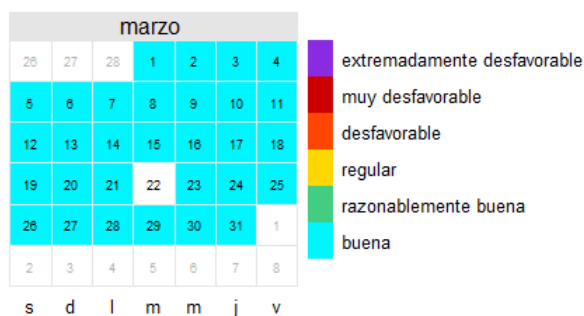 marzo
26 27 28 1 2 3 4
5 6 7 8 9 10 11
12 13 14 15 16 17 18
19 20 21 22 23 24 25
26 27 28 29 30 31 1
2 3 4 5 6 7 8
s d l m m j v
extremadamente desfavorable
muy desfavorable
desfavorable
regular
razonablemente buena
buena